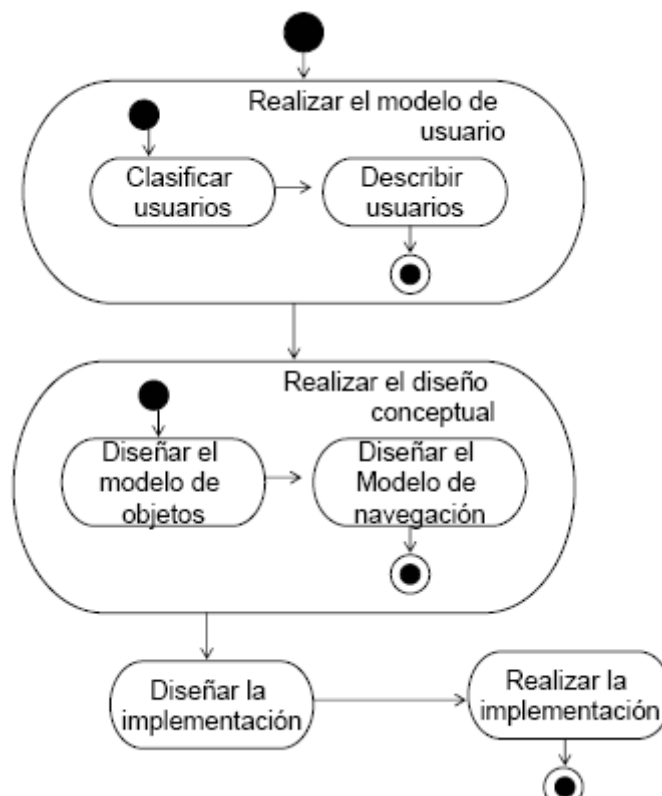 Realizar el modelo de
usuario
Clasificar
usuarios
Describir
usuarios
Realizar el diseño
conceptual
Diseñar el
modelo de
objetos
Diseñar el
Modelo de
navegación
Diseñar la
implementación
Realizar la
implementación